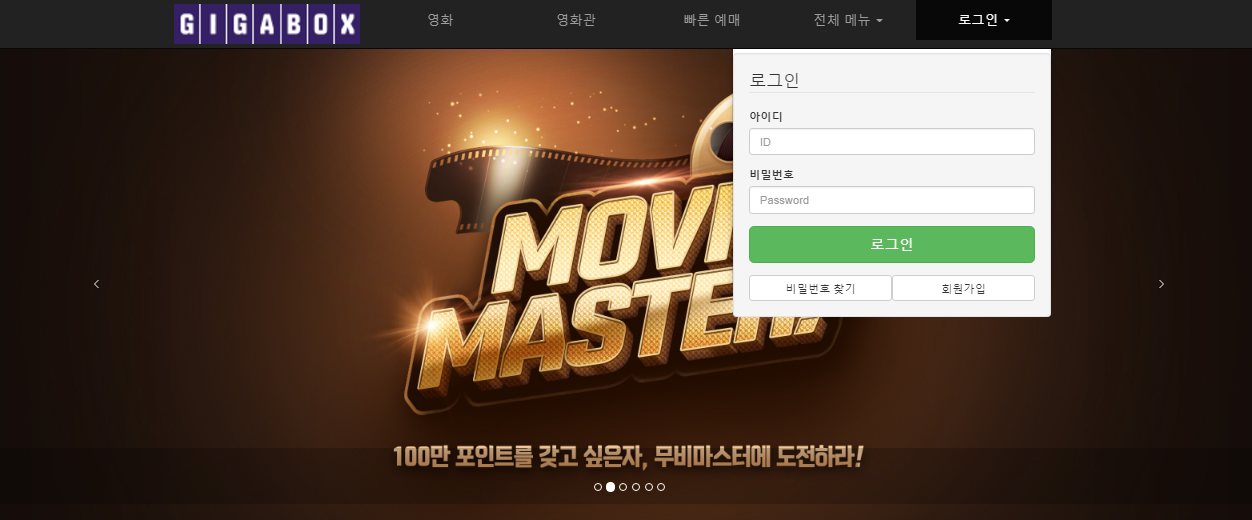 GIGABOX
영화
영화관
빠른 예매
전체 메뉴
로그인
로그인
아이디
ID
비밀번호
Password
로그인
비밀번호 찾기
회원가입
MOVI
MASTER!
100만 포인트를 갖고 싶은자, 무비마스터에 도전하라!